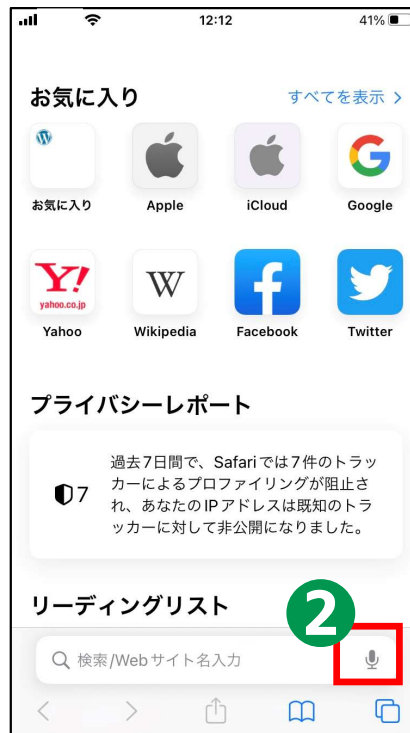 12:12
41%
お気に入り
すべてを表示 >
お気に入り
Apple
iCloud
Google
Y!
yahoo.co.jp
W
Yahoo
Wikipedia
Facebook
Twitter
プライバシーレポート
7
過去7日間で、Safariでは7件のトラッ
カーによるプロファイリングが阻止さ
れ、あなたのIPアドレスは既知のトラ
ッカーに対して非公開になりました。
リーディングリスト
2
検索/Webサイト名入力